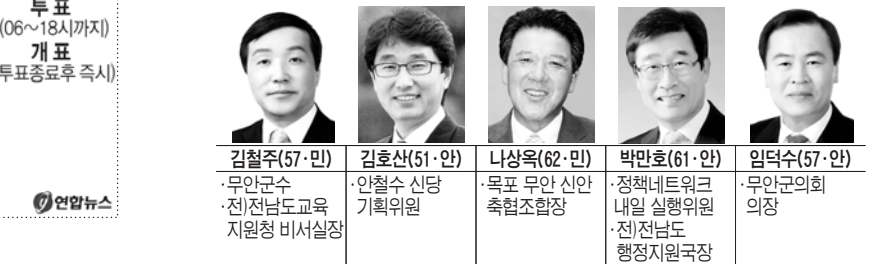 투 표
(06~18시까지)
개 표
투표종료후 즉시)
연합뉴스
김철주(57·민)
·무안군수
·전)전남도교육
지원청 비서실장
김호산(51·안)
·안철수 신당
기획위원
나상옥(62·민)
·목포 무안 신안
축협조합장
박만호(61·안)
·정책네트워크
내일 실행위원
·전)전남도
행정지원국장
임덕수(57·안)
·무안군의회
의장